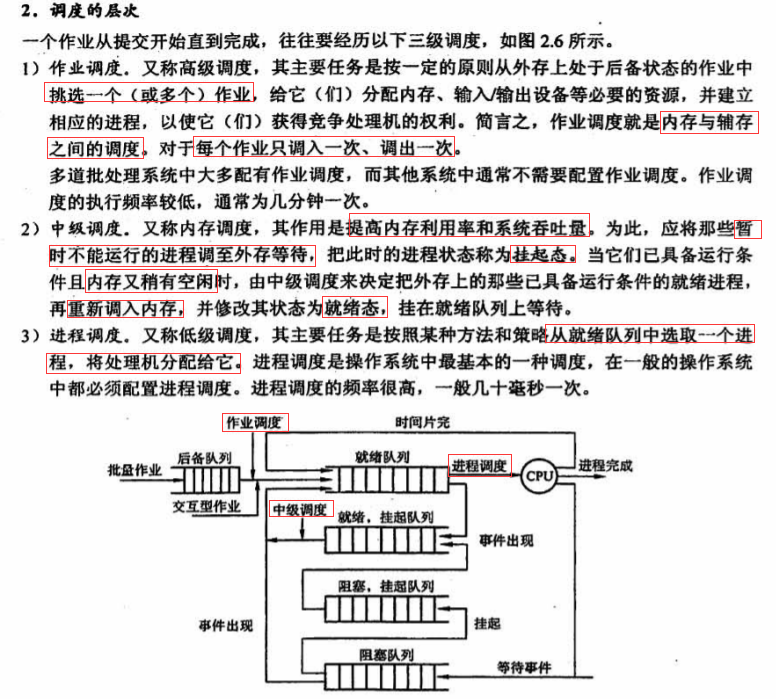 2. 调度的层次
一个作业从提交开始直到完成，往往要经历以下三级调度，如图 2.6 所示。
1）作业调度．又称高级调度，其主要任务是按一定的原则从外存上处于后备状态的作业中
挑选一个（或多个）作业，给它（们）分配内存、输入/输出设备等必要的资源，并建立
相应的进程，以使它（们）获得竞争处理机的权利。简言之，作业调度就是内存与辅存
之间的调度。对于每个作业只调入一次、调出一次。
多道批处理系统中大多配有作业调度，而其他系统中通常不需要配置作业调度。作业调
度的执行频率较低，通常为几分钟一次。
2）中级调度．又称内存调度，其作用是提高内存利用率和系统吞吐量。为此，应将那些暂
时不能运行的进程调至外存等待，把此时的进程状态称为挂起态。当它们已具备运行条
件且内存又稍有空闲时，由中级调度来决定把外存上的那些已具备运行条件的就绪进程，
再重新调入内存，并修改其状态为就绪态，挂在就绪队列上等待。
3）进程调度．又称低级调度，其主要任务是按照某种方法和策略从就绪队列中选取一个进
程，将处理机分配给它。进程调度是操作系统中最基本的一种调度，在一般的操作系统
中都必须配置进程调度。进程调度的频率很高，一般几十毫秒一次。
作业调度
时间片完
后备队列
就绪队列
批量作业
进程调度
CPU
进程完成
交互型作业
中级调度
就绪，挂起队列
事件出现
阻塞，挂起队列
事件出现
挂起
阻塞队列
等待事件